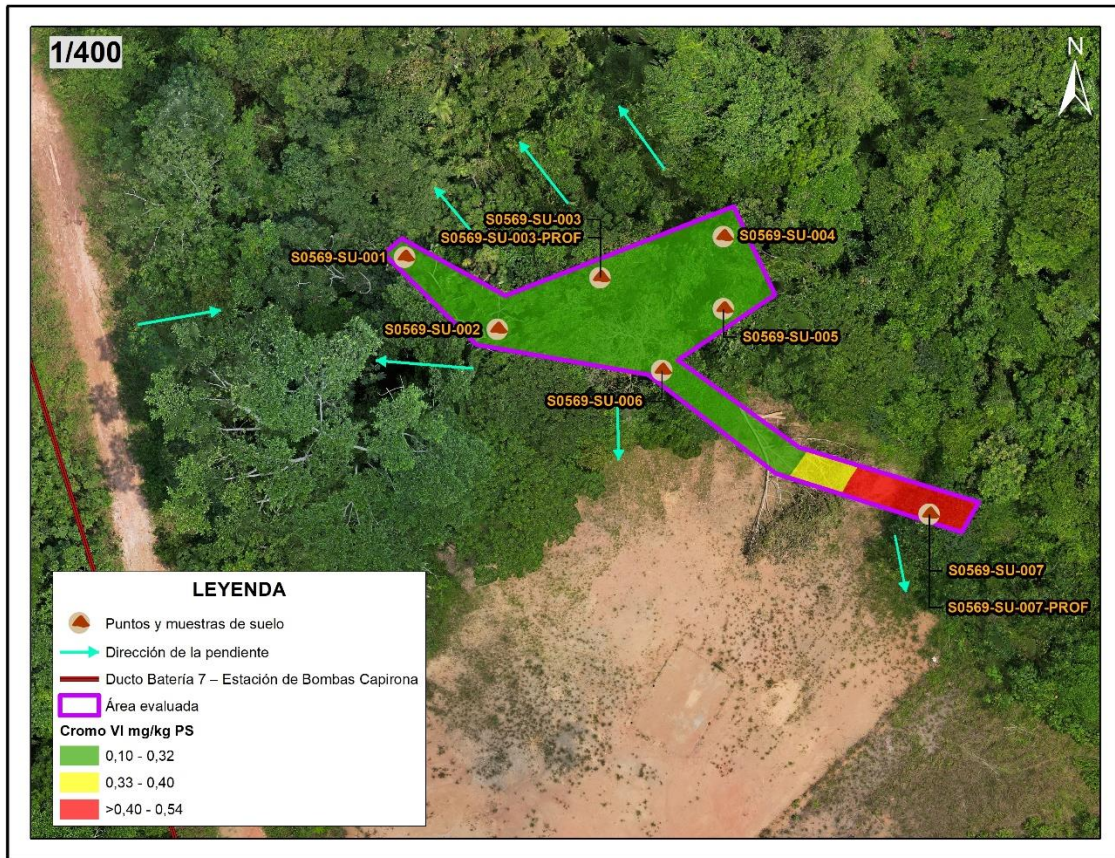 1/400
N
S0569-SU-003
S0569-SU-003-PROF
S0569-SU-004
S0569-SU-001
S0569-SU-002
S0569-SU-005
S0569-SU-006
S0569-SU-007
S0569-SU-007-PROF
LEYENDA
Puntos y muestras de suelo
Dirección de la pendiente
Ducto Batería 7 – Estación de Bombas Capirona
Área evaluada
Cromo VI mg/kg PS
0,10 - 0,32
0,33 - 0,40
>0,40 - 0,54